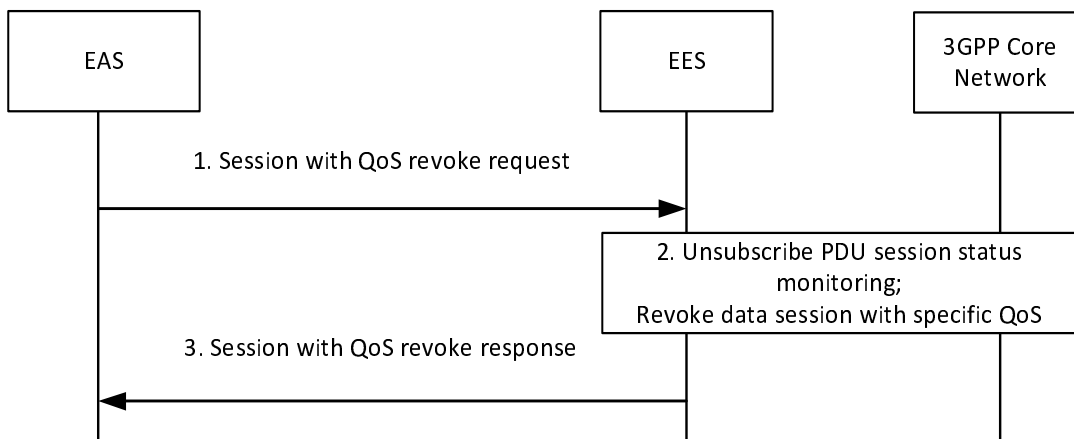 EAS
EES
3GPP Core
Network
1. Session with QoS revoke request
2. Unsubscribe PDU session status
monitoring;
Revoke data session with specific QoS
3. Session with QoS revoke response